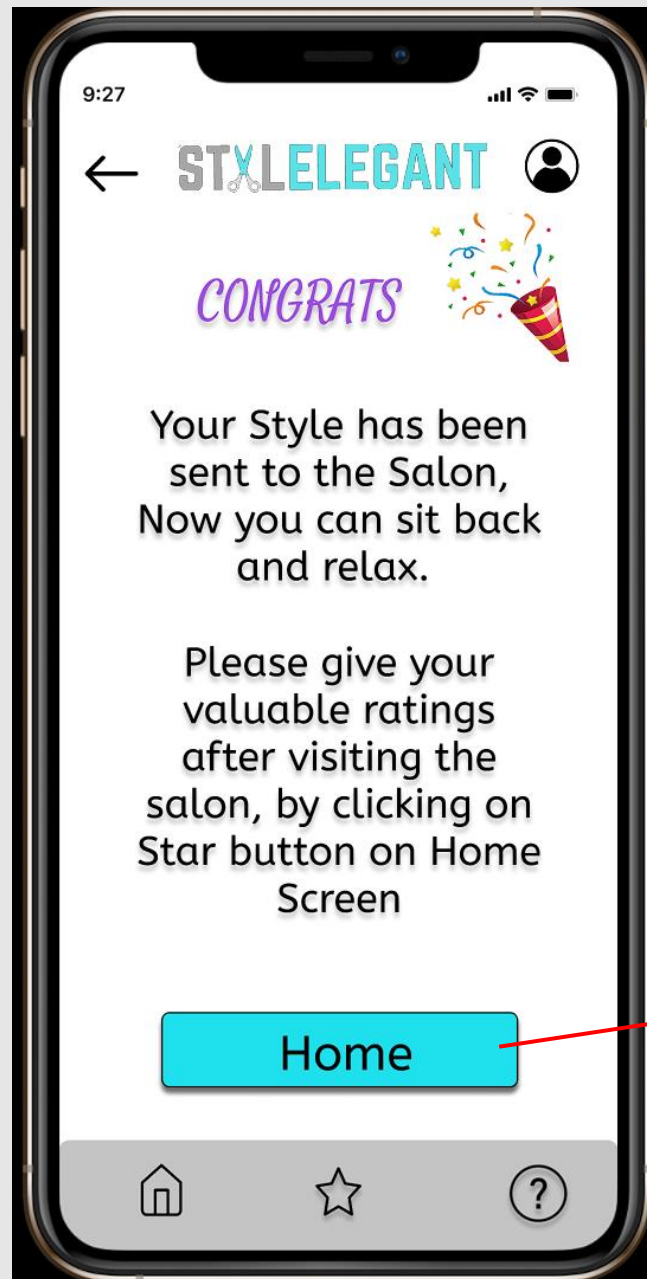 9:27
STYLELEGANT
CONGRATS
Your Style has been
sent to the Salon,
Now you can sit back
and relax.
Please give your
valuable ratings
after visiting the
salon, by clicking on
Star button on Home
Screen
Home
?